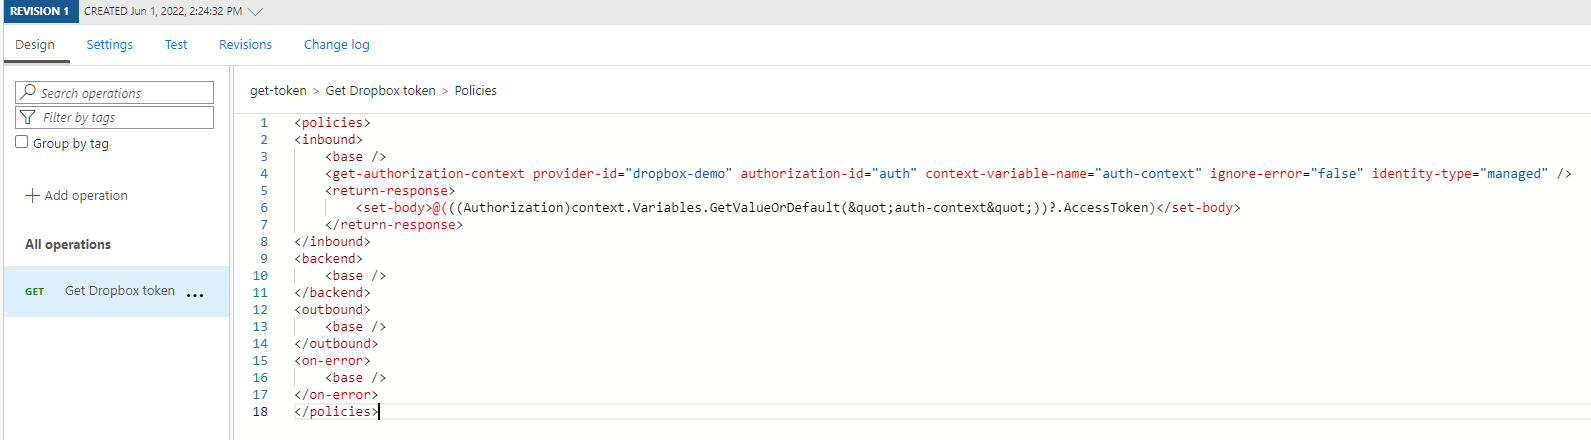 REVISION 1 CREATED Jun 1, 2022, 2:24:32 PM
Design Settings Test Revisions Change log
Search operations
Filter by tags
Group by tag
Add operation
All operations
GET Get Dropbox token ...
get-token > Get Dropbox token > Policies
1 <policies>
2 <inbound>
3 <base />
4 <get-authorization-context provider-id="dropbox-demo" authorization-id="auth" context-variable-name="auth-context" ignore-error="false" identity-type="managed" />
5 <return-response>
6 <set-body>@(((Authorization)context.Variables.GetValueOrDefault(&quot;auth-context&quot;))?.AccessToken)</set-body>
7 </return-response>
8 </inbound>
9 <backend>
10 <base />
11 </backend>
12 <outbound>
13 <base />
14 </outbound>
15 <on-error>
16 <base />
17 </on-error>
18 </policies>